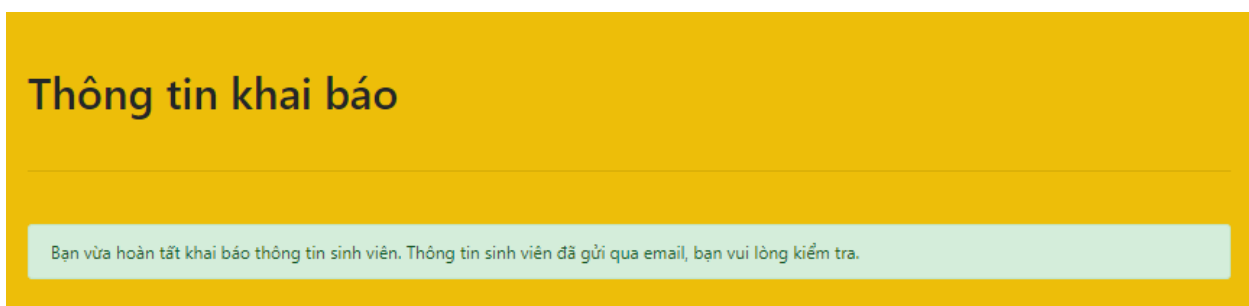 Thông tin khai báo
Bạn vừa hoàn tất khai báo thông tin sinh viên. Thông tin sinh viên đã gửi qua email, bạn vui lòng kiểm tra.